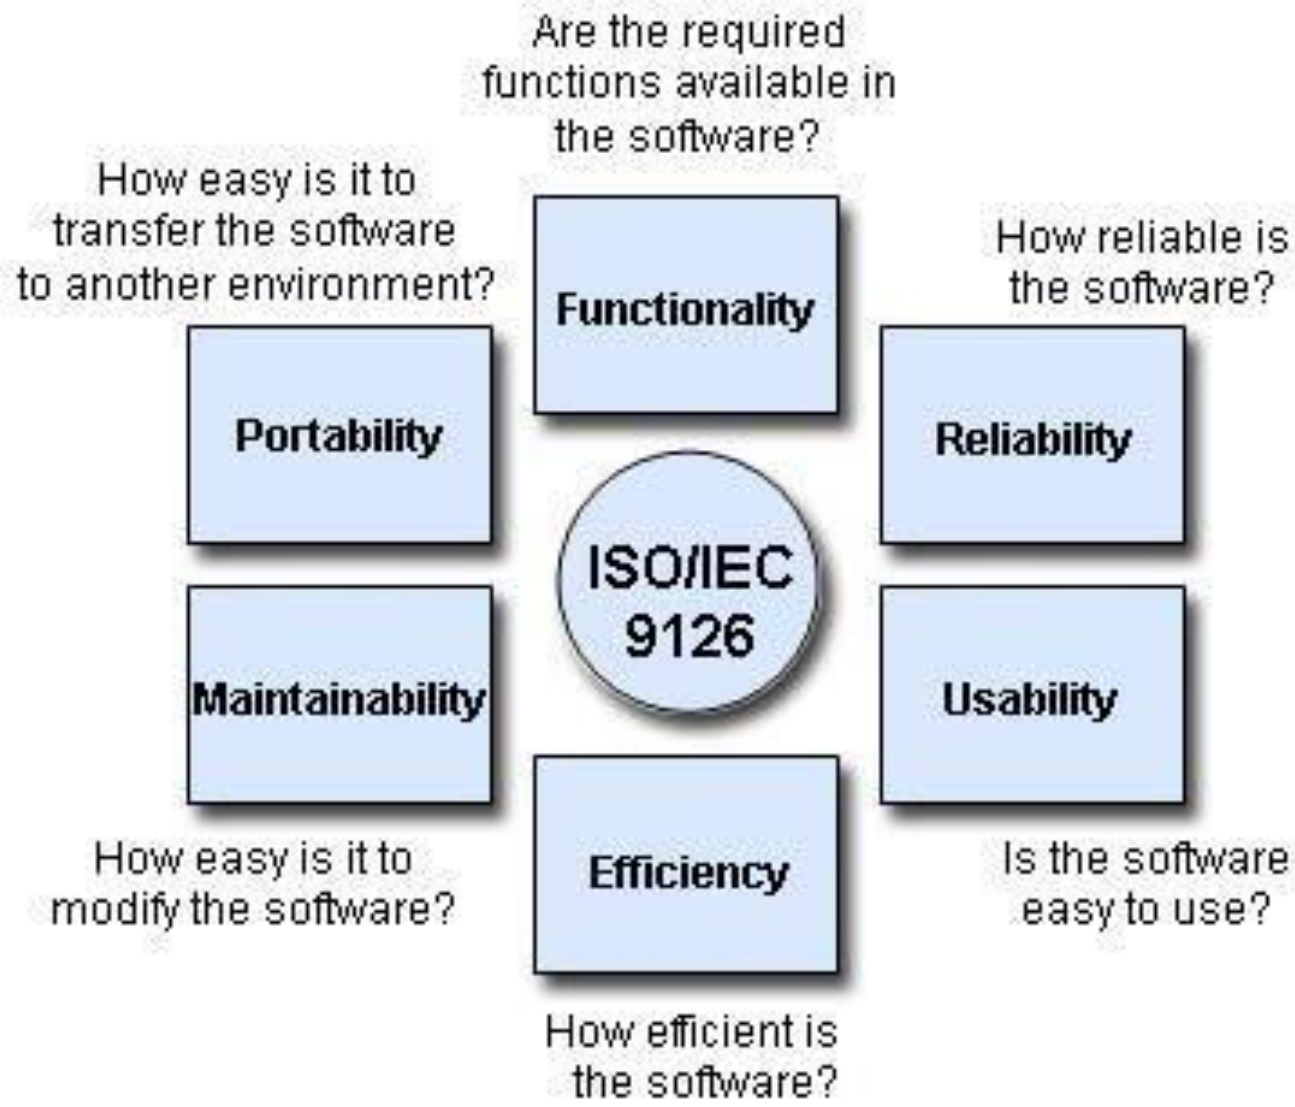 Are the required
functions available in
the software?
How easy is it to
transfer the software
to another environment?
How reliable is
the software?
Functionality
Portability
Reliability
ISO/IEC
9126
Maintainability
Usability
Efficiency
How easy is it to
modify the software?
Is the software
easy to use?
How efficient is
the software?